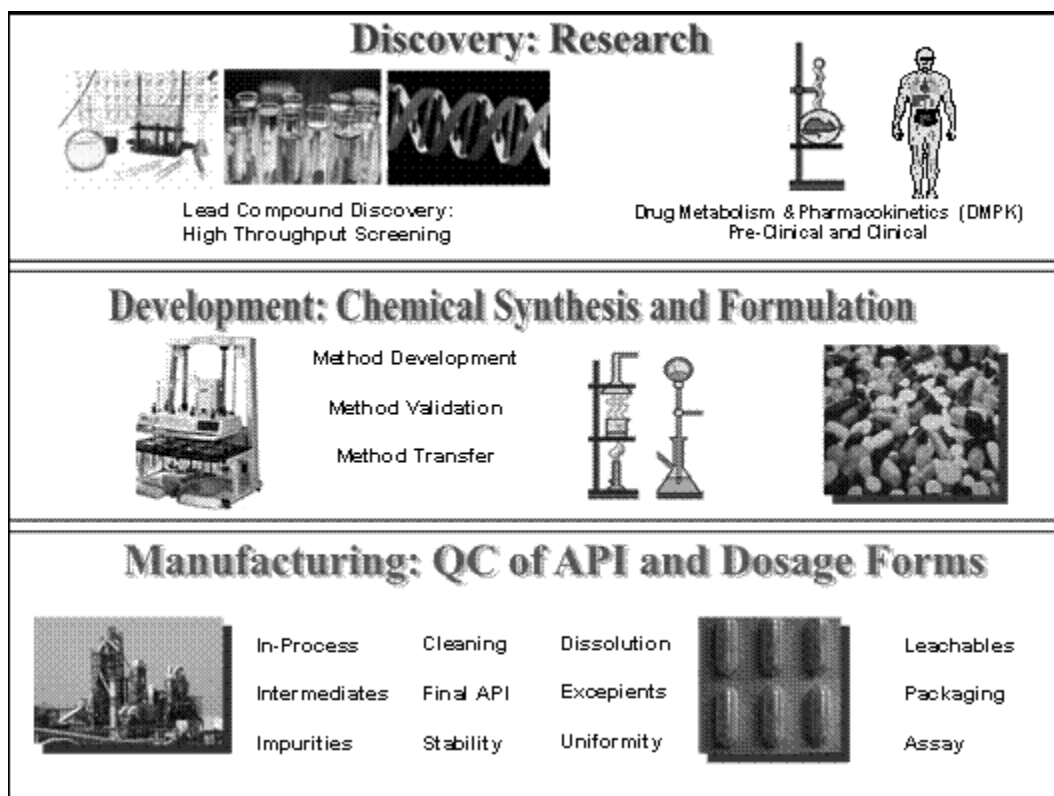 Discovery: Research
Lead Compound Discovery:
High Throughput Screening
Drug Metabolism & Pharmacokinetics (DMPK)
Pre-Clinical and Clinical
Development: Chemical Synthesis and Formulation
Method Development
Method Validation
Method Transfer
Manufacturing: QC of API and Dosage Forms
In-Process Cleaning Dissolution Leachables
Intermediates Final API Excepients Packaging
Impurities Stability Uniformity Assay